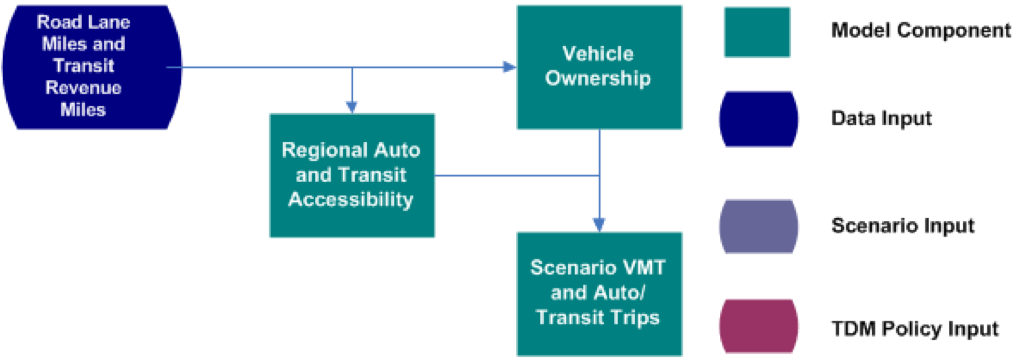 Road Lane
Miles and
Transit
Revenue
Miles
Vehicle
Ownership
Regional Auto
and Transit
Accessibility
Scenario VMT
and Auto/
Transit Trips
Model Component
Data Input
Scenario Input
TDM Policy Input